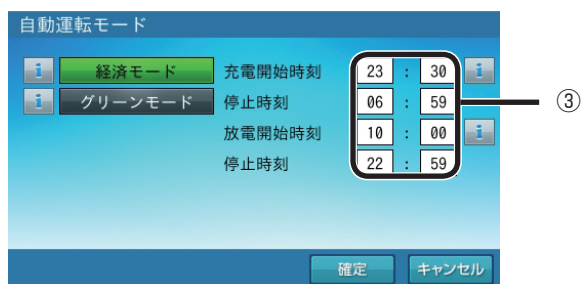 自動運転モード
i 経済モード 充電開始時刻 23 : 30 i
i グリーンモード 停止時刻 06 : 59 ③
放電開始時刻 10 : 00 i
停止時刻 22 : 59
確定 キャンセル